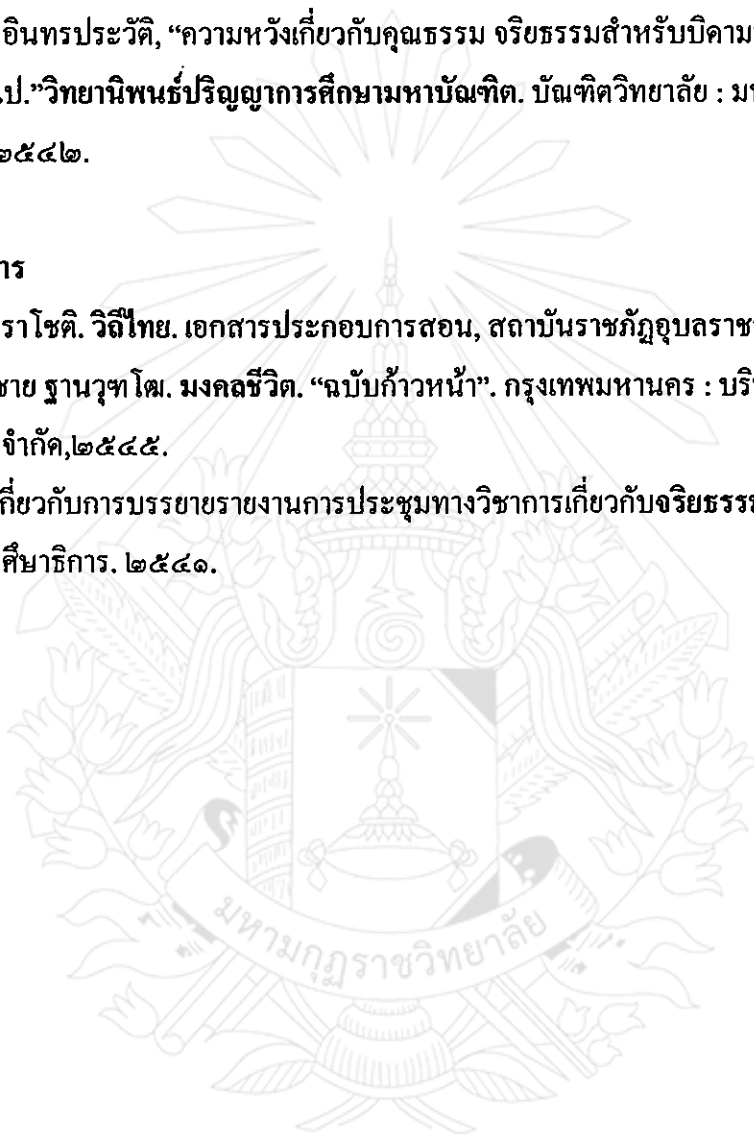 อินทรประวัติ, “ความหวังเกี่ยวกับคุณธรรม จริยธรรมสำหรับบิดาม
.ป.”วิทยานิพนธ์ปริญญาการศึกษามหาบัณฑิต. บัณฑิตวิทยาลัย : มห
๒๕๔๒.
าร
ราโชติ. วิถีไทย. เอกสารประกอบการสอน, สถาบันราชภัฏอุบลราช
ชาย ฐานวุฑโฒ. มงคลชีวิต. “ฉบับก้าวหน้า”. กรุงเทพมหานคร : บริ
จำกัด,๒๕๔๕.
กี่ยวกับการบรรยายรายงานการประชุมทางวิชาการเกี่ยวกับจริยธรรม
ศึษาธิการ. ๒๕๔๑.
มหามกุฏราชวิทยาลัย